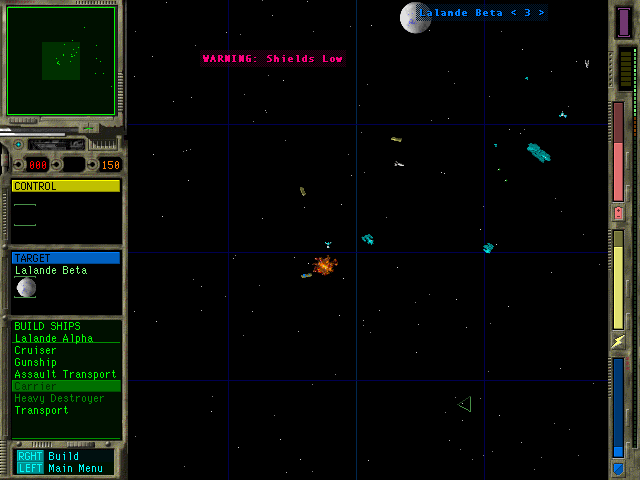 Lalande Beta < 3 >
WARNING: Shields Low
000 150
CONTROL
TARGET
Lalande Beta
BUILD SHIPS
Lalande Alpha
Cruiser
Gunship
Assault Transport
Carrier
Heavy Destroyer
Transport
RGHT Build
LEFT Main Menu